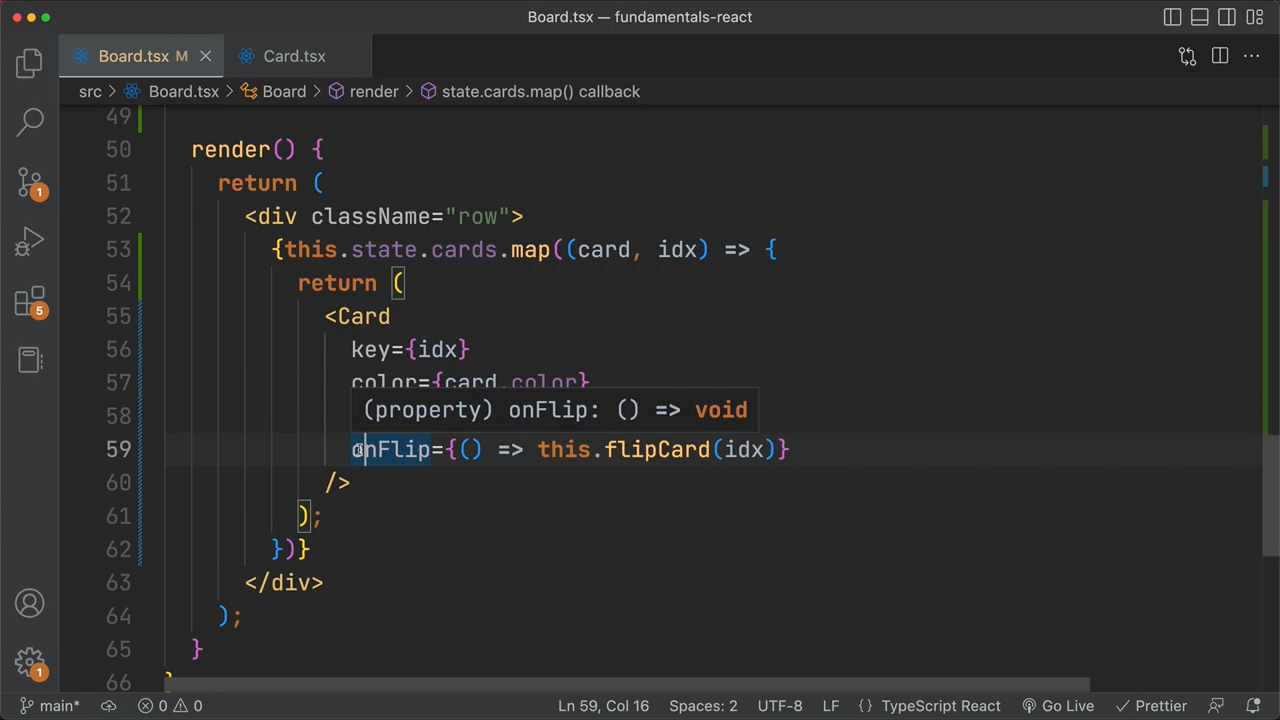 Board.tsx — fundamentals-react
Board.tsx M
Card.tsx
src > Board.tsx > Board > render > state.cards.map() callback
49
50 render() {
51 return (
52 <div className="row">
53 {this.state.cards.map((card, idx) => {
54 return (
55 <Card
56 key={idx}
57 color={card.color}
58
(property) onFlip: () => void
59 onFlip={() => this.flipCard(idx)}
60 />
61 );
62 })}
63 </div>
64 );
65 }
66 }
1
5
1
main* 0 0 Ln 59, Col 16 Spaces: 2 UTF-8 LF {} TypeScript React Go Live Prettier